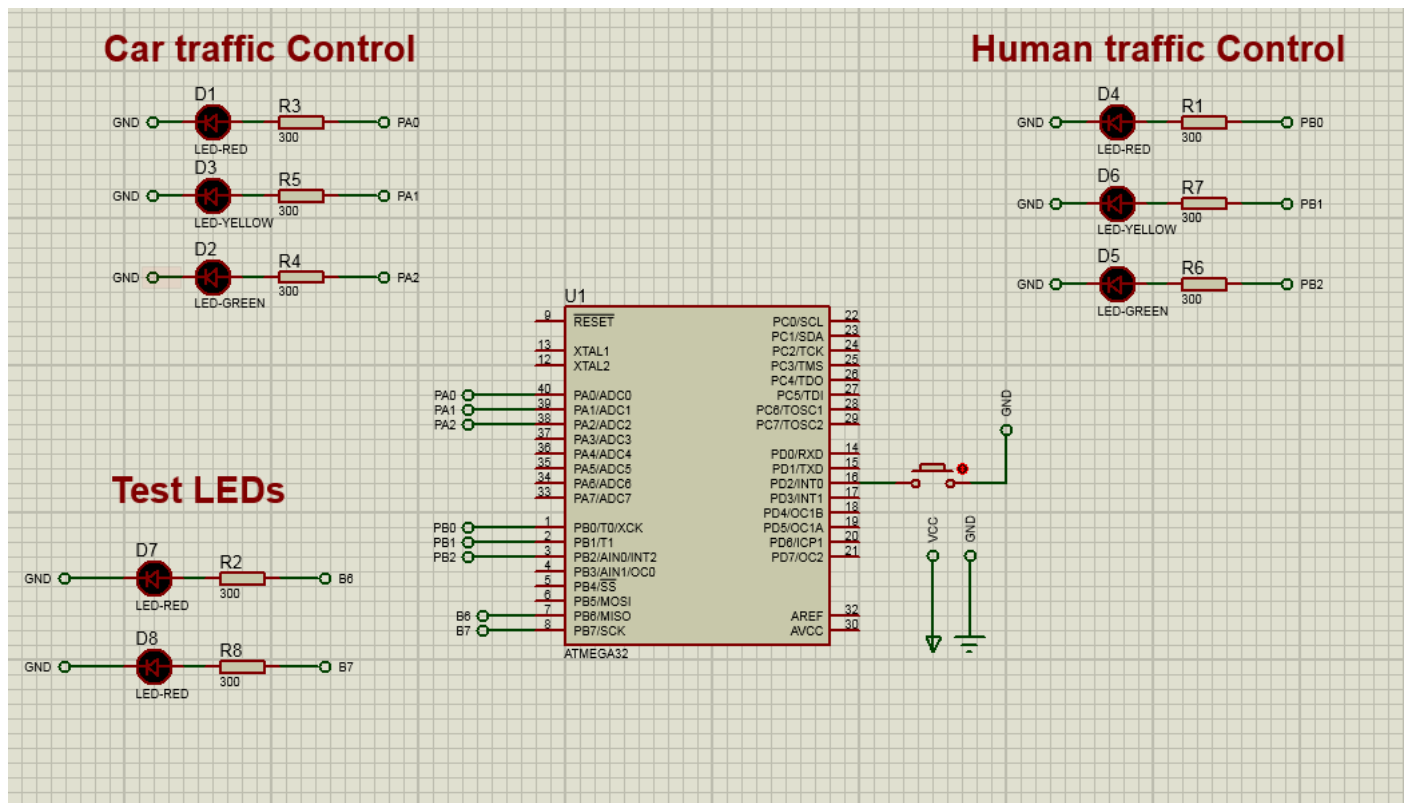 Car traffic Control
Human traffic Control
D1
R3
GND
PA0
300
LED-RED
D3
R5
GND
PA1
300
LED-YELLOW
D2
R4
GND
PA2
300
LED-GREEN
D4
R1
GND
PB0
300
LED-RED
D6
R7
GND
PB1
300
LED-YELLOW
D5
R6
GND
PB2
300
LED-GREEN
U1
9 RESET PC0/SCL 22
PC1/SDA 23
13 XTAL1 PC2/TCK 24
12 XTAL2 PC3/TMS 25
PC4/TDO 26
PA0 40 PA0/ADC0 PC5/TDI 27
PA1 39 PA1/ADC1 PC6/TOSC1 28
PA2 38 PA2/ADC2 PC7/TOSC2 29
37 PA3/ADC3
36 PA4/ADC4 PD0/RXD 14
35 PA5/ADC5 PD1/TXD 15
34 PA6/ADC6 PD2/INT0 16
33 PA7/ADC7 PD3/INT1 17
PD4/OC1B 18
PB0 1 PB0/T0/XCK PD5/OC1A 19
PB1 2 PB1/T1 PD6/ICP1 20
PB2 3 PB2/AIN0/INT2 PD7/OC2 21
4 PB3/AIN1/OC0
5 PB4/SS
6 PB5/MOSI
B6 7 PB6/MISO AREF 32
B7 8 PB7/SCK AVCC 30
ATMEGA32
GND
VCC
GND
Test LEDs
D7
R2
GND
B6
300
LED-RED
D8
R8
GND
B7
300
LED-RED